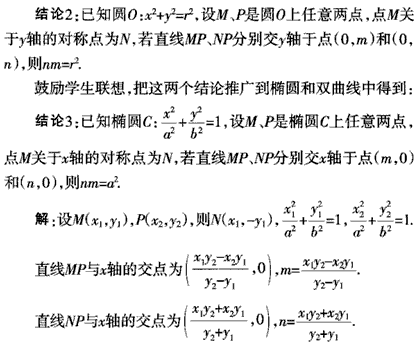 结论2:已知圆O:x²+y²=r²,设M、P是圆O上任意两点,点M关
于y轴的对称点为N,若直线MP、NP分别交y轴于点(0,m)和(0,
n),则nm=r².
鼓励学生联想,把这两个结论推广到椭圆和双曲线中得到:
结论3:已知椭圆C:x²/a²+y²/b²=1,设M、P是椭圆C上任意两点,
点M关于x轴的对称点为N,若直线MP、NP分别交x轴于点(m,0)
和(n,0),则nm=a².
解:设M(x₁,y₁),P(x₂,y₂),则N(x₁,-y₁),x₁²/a²+y₁²/b²=1,x₂²/a²+y₂²/b²=1.
直线MP与x轴的交点为((x₁y₂-x₂y₁)/(y₂-y₁),0),m=(x₁y₂-x₂y₁)/(y₂-y₁).
直线NP与x轴的交点为((x₁y₂+x₂y₁)/(y₂+y₁),0),n=(x₁y₂+x₂y₁)/(y₂+y₁).